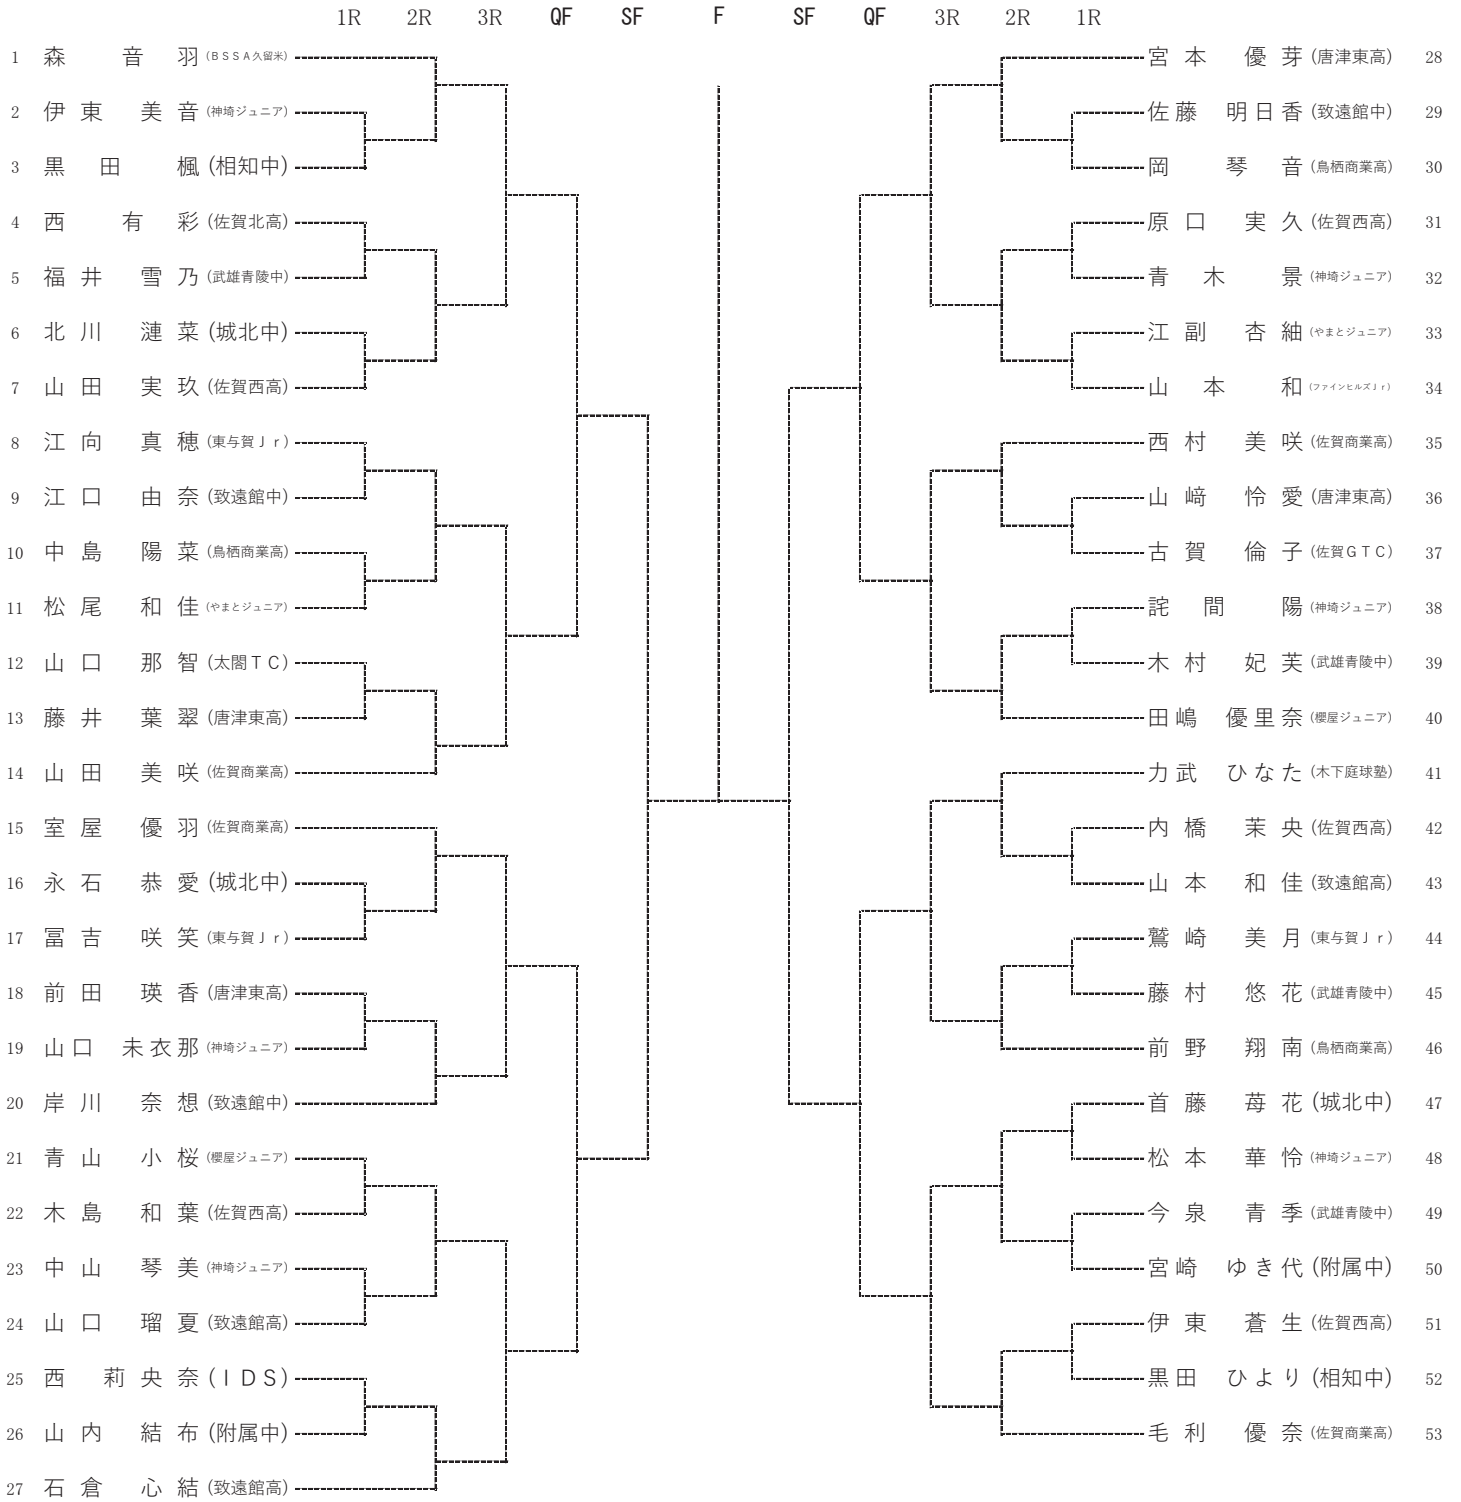 1R 2R 3R QF SF F SF QF 3R 2R 1R
1 森 音 羽 (BSSA久留米)
2 伊 東 美 音 (神埼ジュニア)
3 黒 田 楓 (相知中)
4 西 有 彩 (佐賀北高)
5 福 井 雪 乃 (武雄青陵中)
6 北 川 漣 菜 (城北中)
7 山 田 実 玖 (佐賀西高)
8 江 向 真 穂 (東与賀Jr)
9 江 口 由 奈 (致遠館中)
10 中 島 陽 菜 (鳥栖商業高)
11 松 尾 和 佳 (やまとジュニア)
12 山 口 那 智 (太閤TC)
13 藤 井 葉 翠 (唐津東高)
14 山 田 美 咲 (佐賀商業高)
15 室 屋 優 羽 (佐賀商業高)
16 永 石 恭 愛 (城北中)
17 冨 吉 咲 笑 (東与賀Jr)
18 前 田 瑛 香 (唐津東高)
19 山 口 未 衣 那 (神埼ジュニア)
20 岸 川 奈 想 (致遠館中)
21 青 山 小 桜 (櫻屋ジュニア)
22 木 島 和 葉 (佐賀西高)
23 中 山 琴 美 (神埼ジュニア)
24 山 口 瑠 夏 (致遠館高)
25 西 莉 央 奈 (IDS)
26 山 内 結 布 (附属中)
27 石 倉 心 結 (致遠館高)
宮 本 優 芽 (唐津東高) 28
佐 藤 明 日 香 (致遠館中) 29
岡 琴 音 (鳥栖商業高) 30
原 口 実 久 (佐賀西高) 31
青 木 景 (神埼ジュニア) 32
江 副 杏 紬 (やまとジュニア) 33
山 本 和 (ファインヒルズJr) 34
西 村 美 咲 (佐賀商業高) 35
山 﨑 怜 愛 (唐津東高) 36
古 賀 倫 子 (佐賀GTC) 37
詫 間 陽 (神埼ジュニア) 38
木 村 妃 芙 (武雄青陵中) 39
田 嶋 優 里 奈 (櫻屋ジュニア) 40
力 武 ひ な た (木下庭球塾) 41
内 橋 茉 央 (佐賀西高) 42
山 本 和 佳 (致遠館高) 43
鷲 崎 美 月 (東与賀Jr) 44
藤 村 悠 花 (武雄青陵中) 45
前 野 翔 南 (鳥栖商業高) 46
首 藤 苺 花 (城北中) 47
松 本 華 怜 (神埼ジュニア) 48
今 泉 青 季 (武雄青陵中) 49
宮 崎 ゆ き 代 (附属中) 50
伊 東 蒼 生 (佐賀西高) 51
黒 田 ひ よ り (相知中) 52
毛 利 優 奈 (佐賀商業高) 53